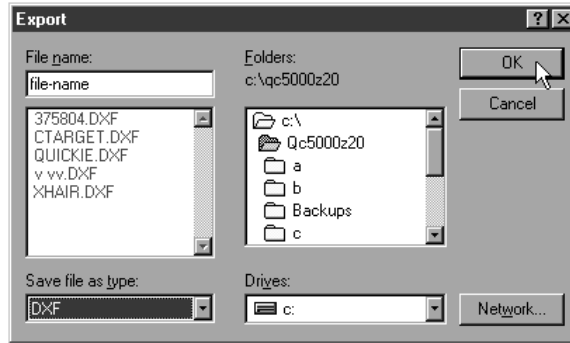 Export
File name:
file-name
375804.DXF
CTARGET.DXF
QUICKIE.DXF
v vv.DXF
XHAIR.DXF
Save file as type:
DXF
Folders:
c:\qc5000z20
c:\
Qc5000z20
a
b
Backups
c
Drives:
c:
OK
Cancel
Network...